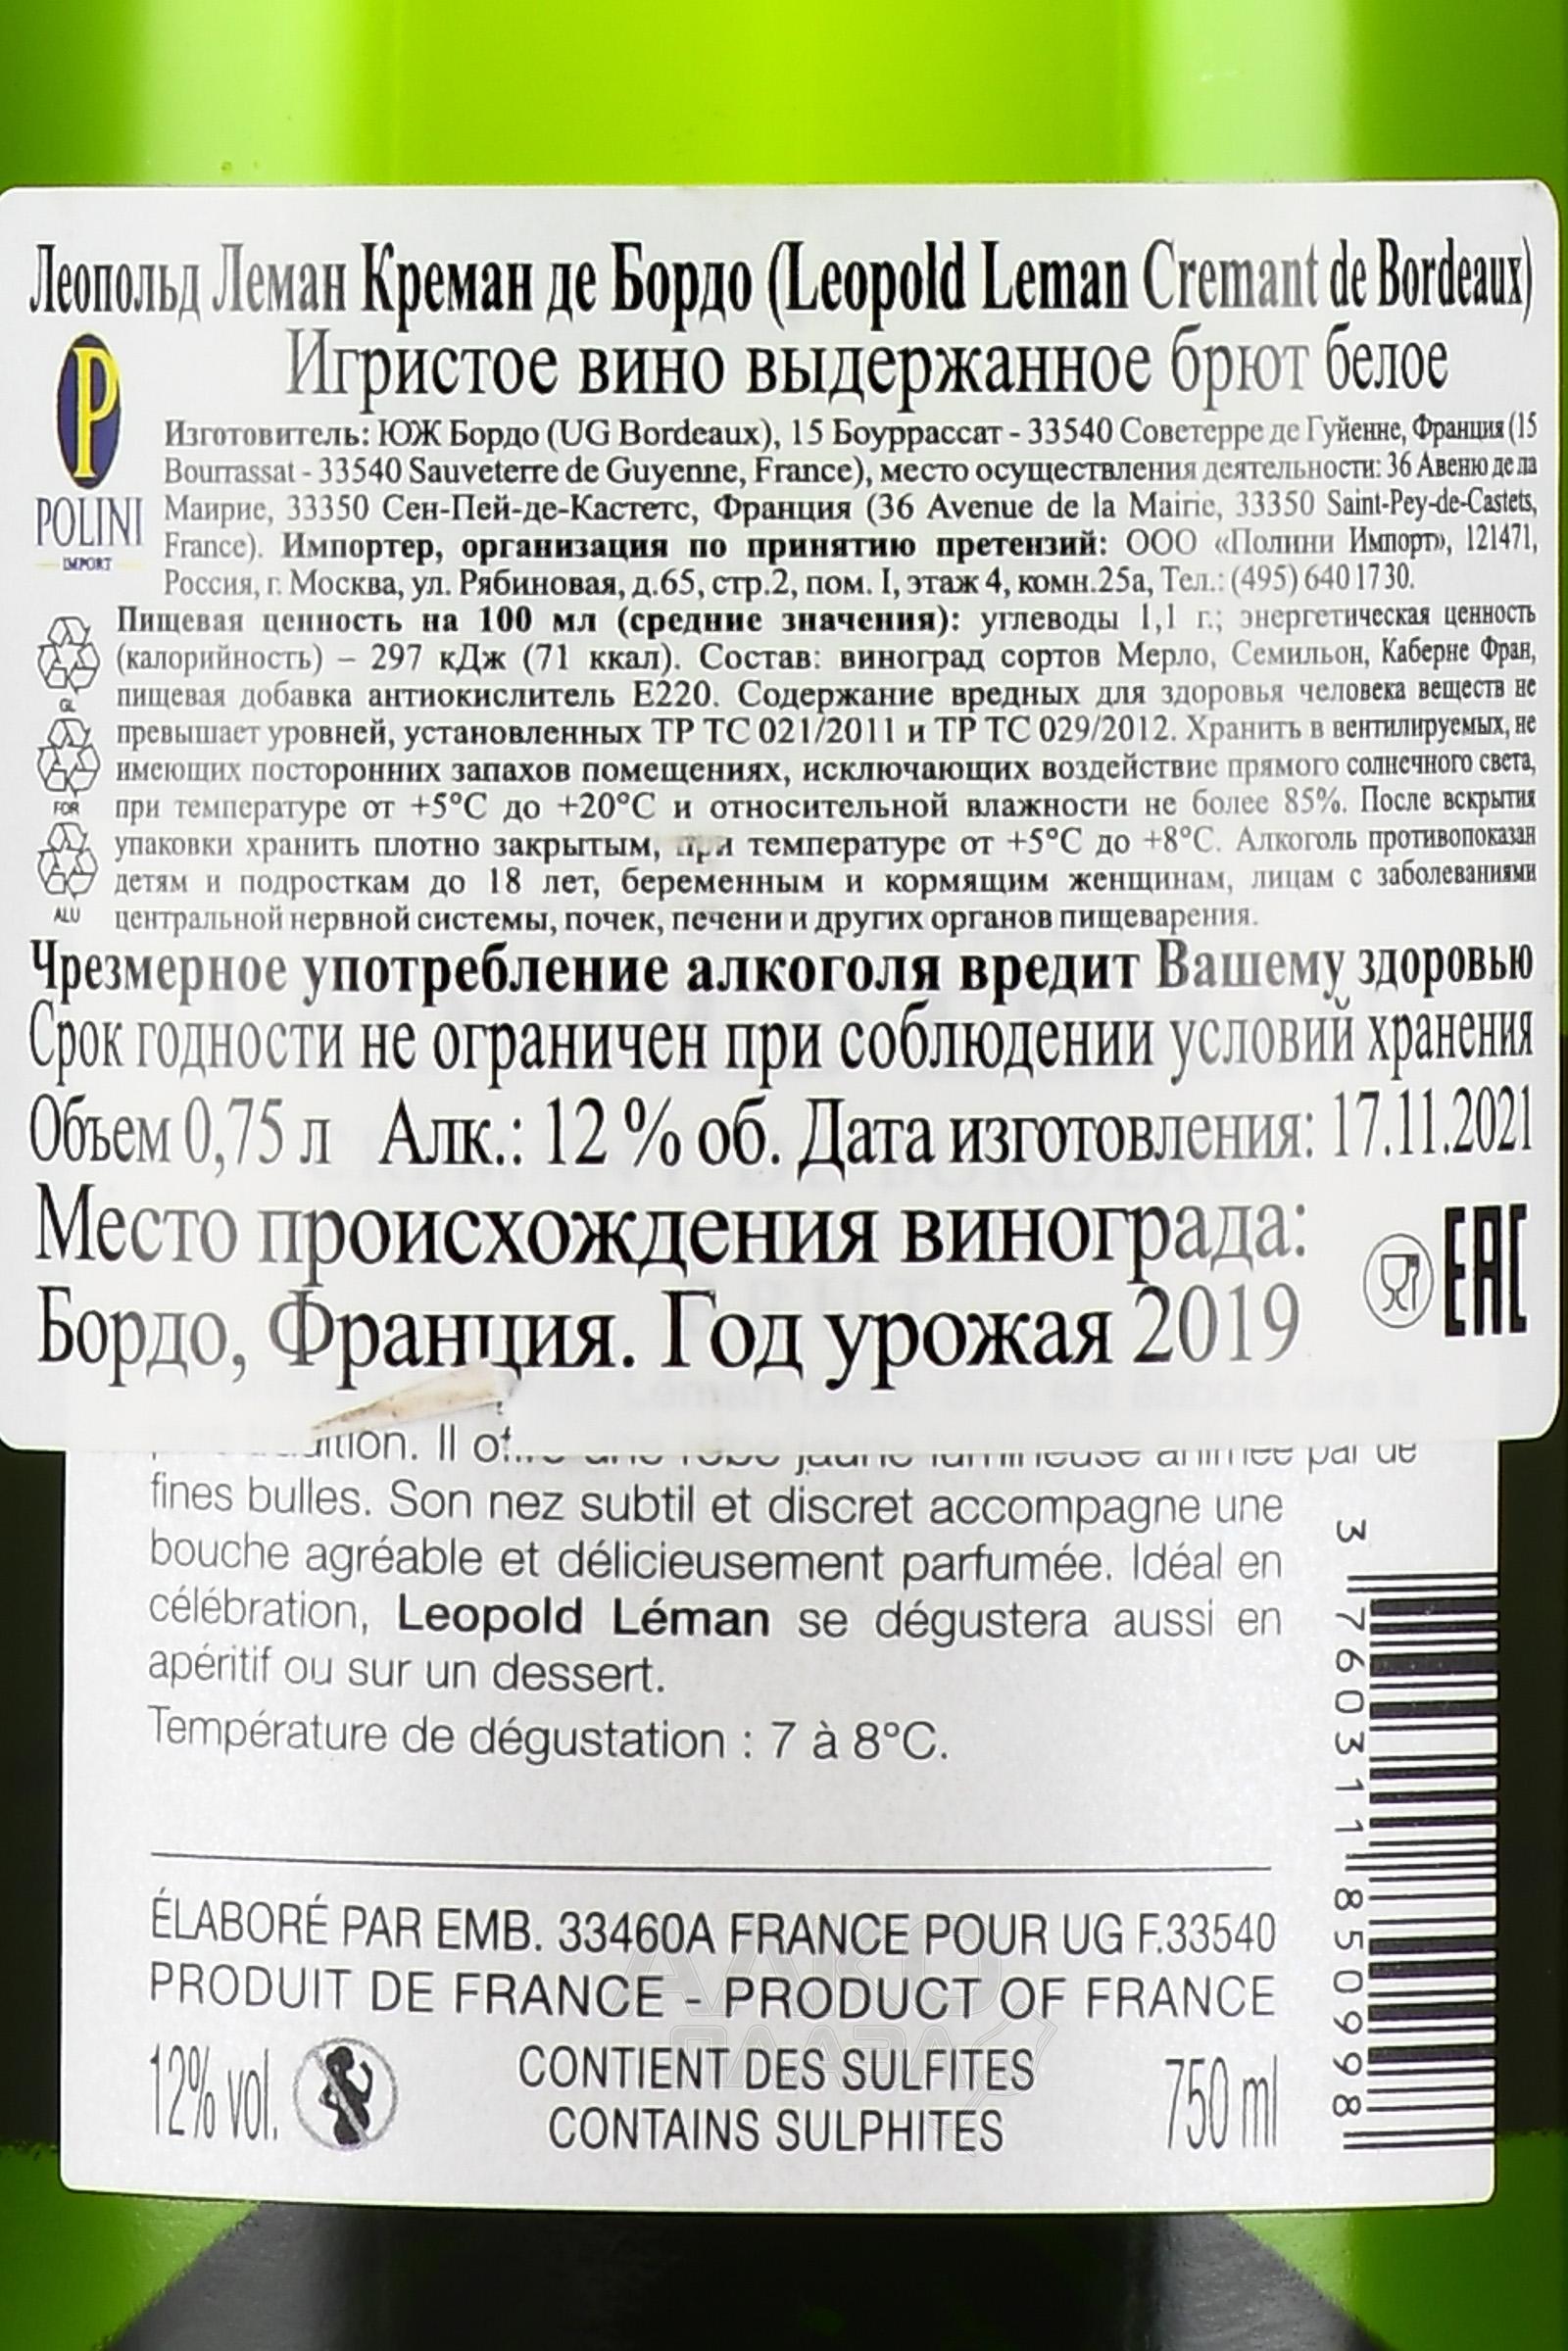 Леопольд Леман Креман де Бордо (Leopold Leman Cremant de Bordeaux)
Игристое вино выдержанное брют белое
P
POLINI
IMPORT
Изготовитель: ЮЖ Бордо (UG Bordeaux), 15 Боуррассат - 33540 Советерре де Гуйенне, Франция (15
Bourrassat - 33540 Sauveterre de Guyenne, France), место осуществления деятельности: 36 Авеню де ла
Маирие, 33350 Сен-Пей-де-Кастетс, Франция (36 Avenue de la Mairie, 33350 Saint-Pey-de-Castets,
France). Импортер, организация по принятию претензий: ООО «Полини Импорт», 121471,
Россия, г. Москва, ул. Рябиновая, д.65, стр.2, пом. I, этаж 4, комн.25а, Тел.: (495) 640 17 30.
Пищевая ценность на 100 мл (средние значения): углеводы 1,1 г.; энергетическая ценность
(калорийность) – 297 кДж (71 ккал). Состав: виноград сортов Мерло, Семильон, Каберне Фран,
пищевая добавка антиокислитель Е220. Содержание вредных для здоровья человека веществ не
превышает уровней, установленных ТР ТС 021/2011 и ТР ТС 029/2012. Хранить в вентилируемых, не
имеющих посторонних запахов помещениях, исключающих воздействие прямого солнечного света,
при температуре от +5°С до +20°С и относительной влажности не более 85%. После вскрытия
упаковки хранить плотно закрытым, при температуре от +5°С до +8°С. Алкоголь противопоказан
детям и подросткам до 18 лет, беременным и кормящим женщинам, лицам с заболеваниями
центральной нервной системы, почек, печени и других органов пищеварения.
GL
FOR
ALU
Чрезмерное употребление алкоголя вредит Вашему здоровью
Срок годности не ограничен при соблюдении условий хранения
Объем 0,75 л Алк.: 12 % об. Дата изготовления: 17.11.2021
Место происхождения винограда:
Бордо, Франция. Год урожая 2019
EAC
Il robe jaune lumineuse animée par de
fines bulles. Son nez subtil et discret accompagne une
bouche agréable et délicieusement parfumée. Idéal en
célébration, Leopold Léman se dégustera aussi en
apéritif ou sur un dessert.
Température de dégustation : 7 à 8°C.
ÉLABORÉ PAR EMB. 33460A FRANCE POUR UG F.33540
PRODUIT DE FRANCE - PRODUCT OF FRANCE
12% vol.
CONTIENT DES SULFITES
CONTAINS SULPHITES
750 ml
3 760311 850998
АЛКО
ПЛАЗА